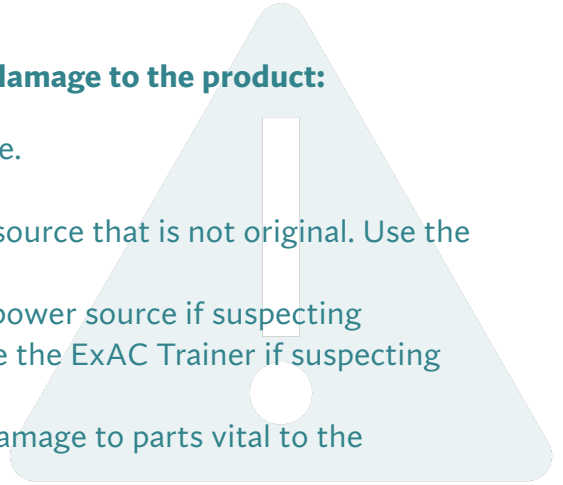 damage to the product:
e.
source that is not original. Use the
power source if suspecting
e the ExAC Trainer if suspecting
amage to parts vital to the